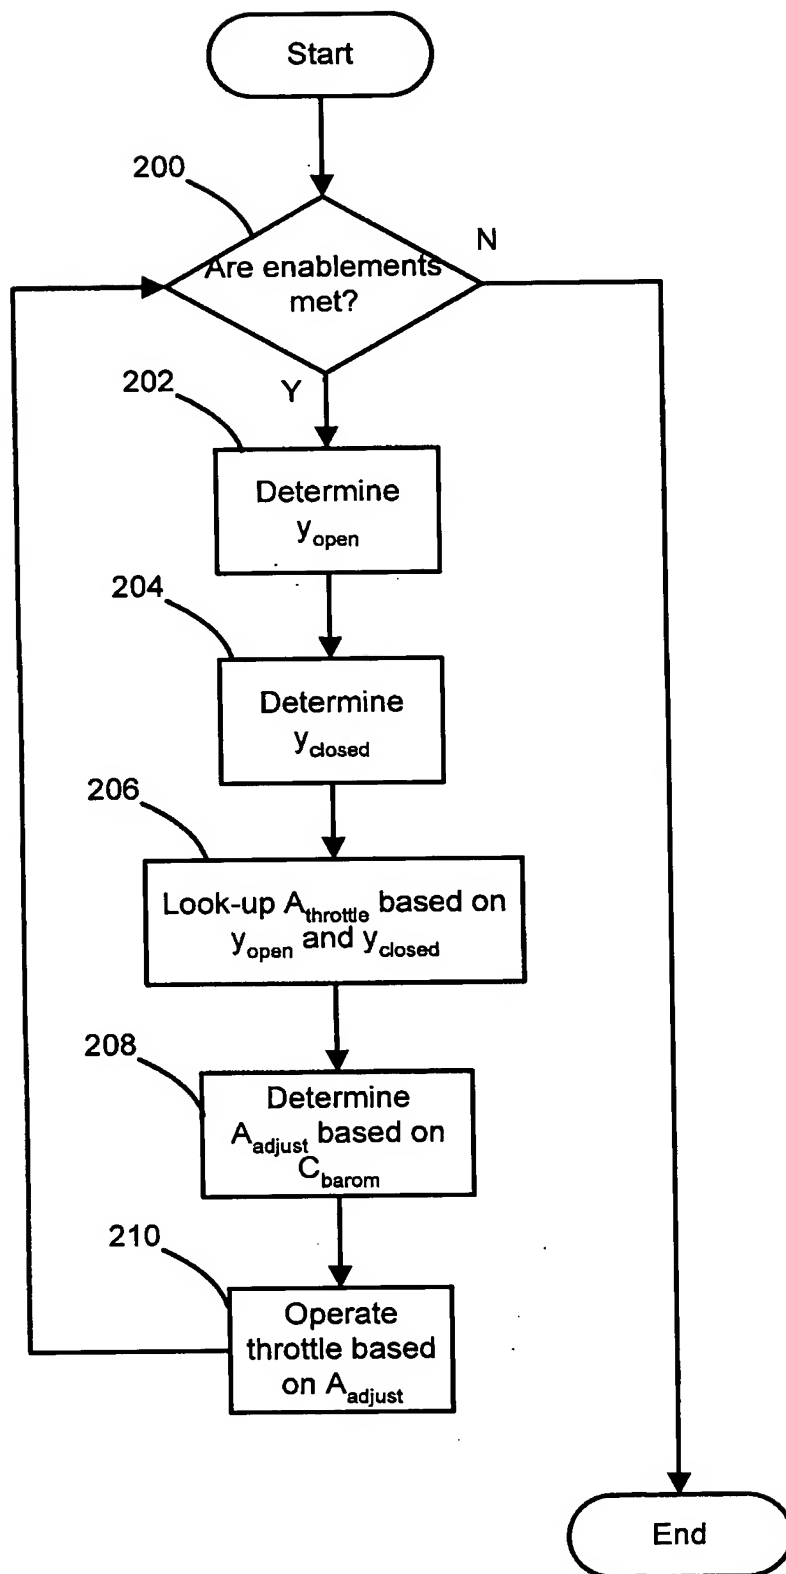 Start
200
N
Are enablements
met?
202
Y
Determine
y_open
204
Determine
y_closed
206
Look-up A_throttle based on
y_open and y_closed
208
Determine
A_adjust based on
C_barom
210
Operate
throttle based
on A_adjust
End